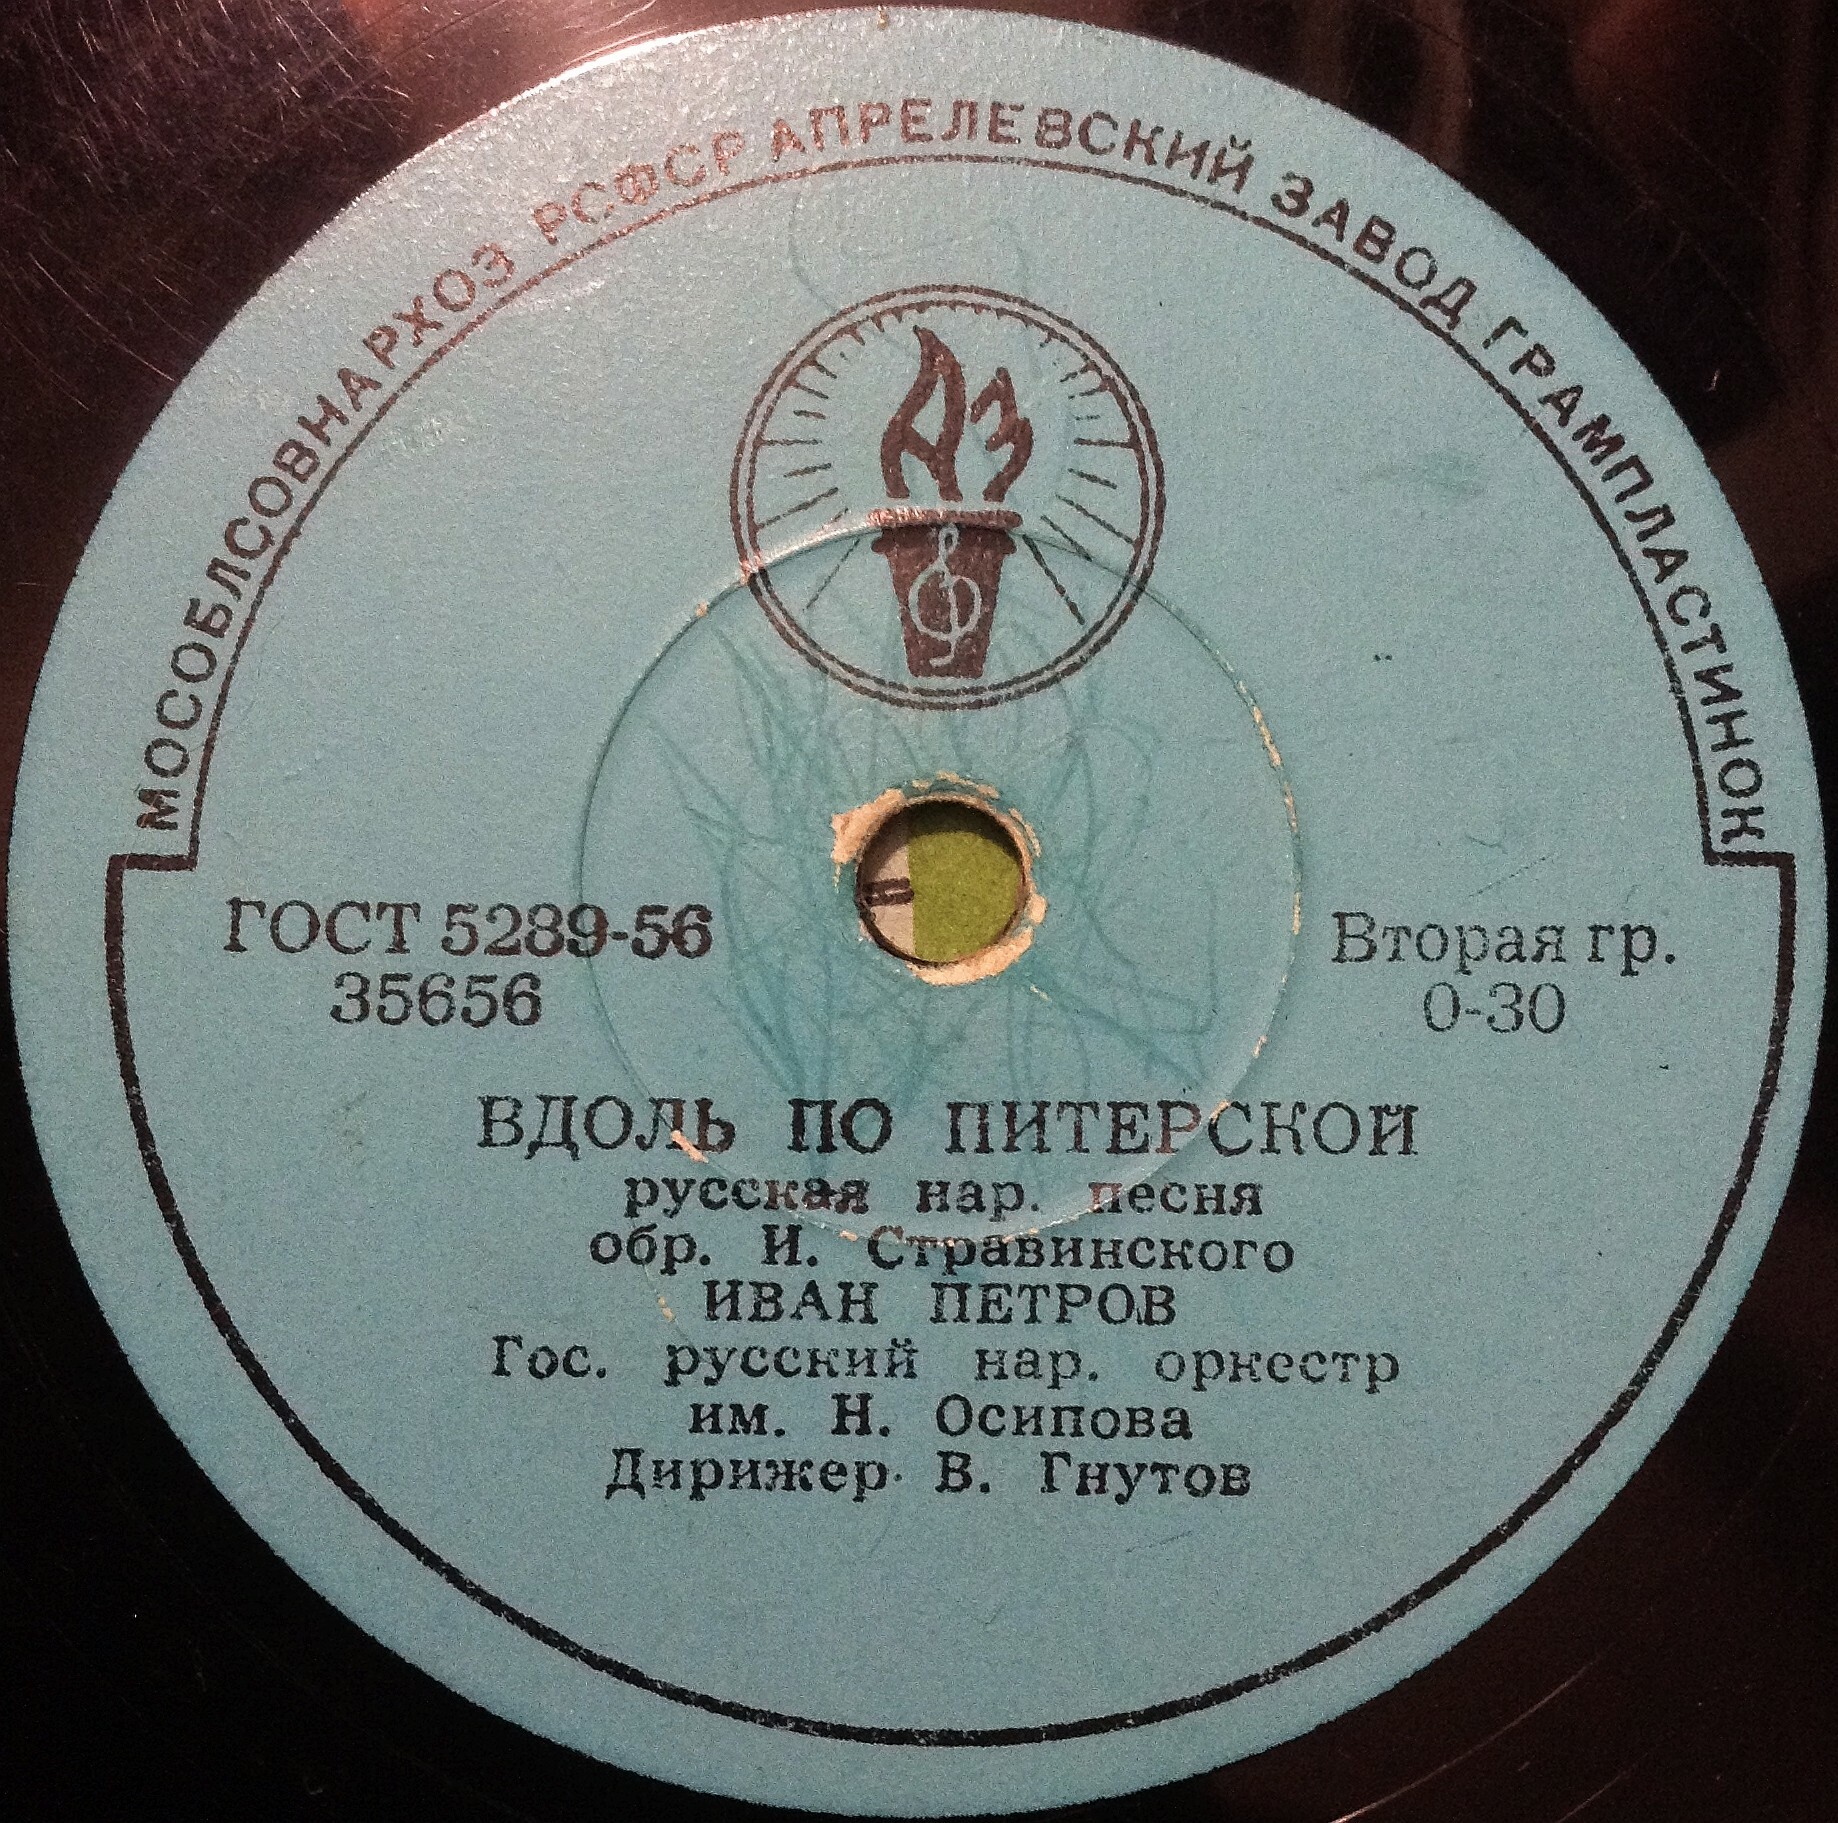 МОСОБЛСОВНАРХОЗ РСФСР АПРЕЛЕВСКИЙ ЗАВОД ГРАМПЛАСТИНОК
АЗ
ГОСТ 5289-56
35656
Вторая гр.
0-30
ВДОЛЬ ПО ПИТЕРСКОЙ
русская нар. песня
обр. И. Стравинского
ИВАН ПЕТРОВ
Гос. русский нар. оркестр
им. Н. Осипова
Дирижер В. Гнутов